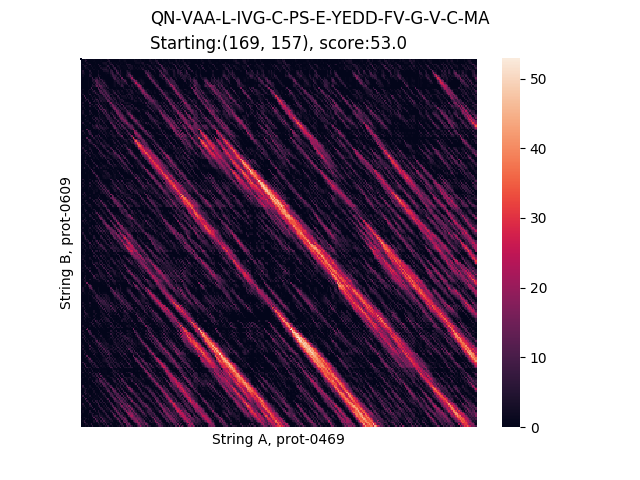 QN-VAA-L-IVG-C-PS-E-YEDD-FV-G-V-C-MA
Starting:(169, 157), score:53.0
String B, prot-0609
String A, prot-0469
50
40
30
20
10
0